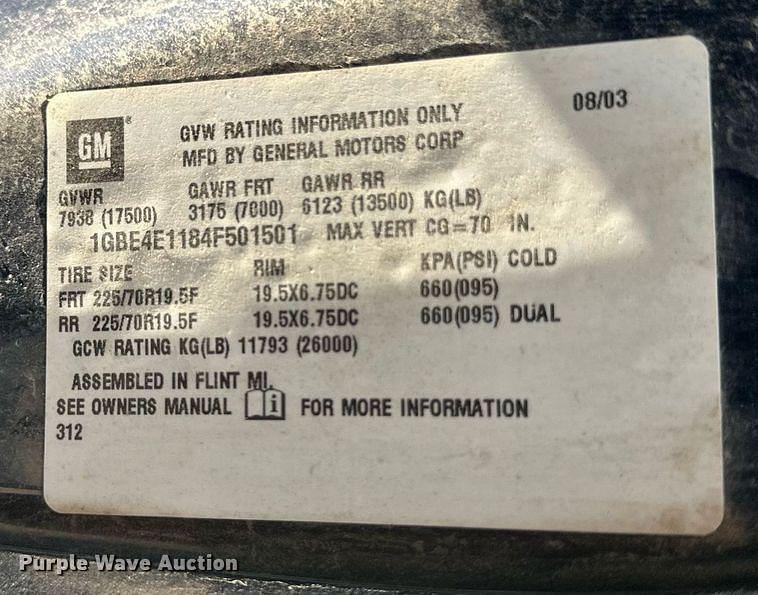 GM®
08/03
GVW RATING INFORMATION ONLY
MFD BY GENERAL MOTORS CORP
GVWR GAWR FRT GAWR RR
7938 (17500) 3175 (7000) 6123 (13500) KG(LB)
1GBE4E1184F501501 MAX VERT CG=70 IN.
TIRE SIZE RIM KPA(PSI) COLD
FRT 225/70R19.5F 19.5X6.75DC 660(095)
RR 225/70R19.5F 19.5X6.75DC 660(095) DUAL
GCW RATING KG(LB) 11793 (26000)
ASSEMBLED IN FLINT MI.
SEE OWNERS MANUAL i FOR MORE INFORMATION
312
Purple Wave Auction